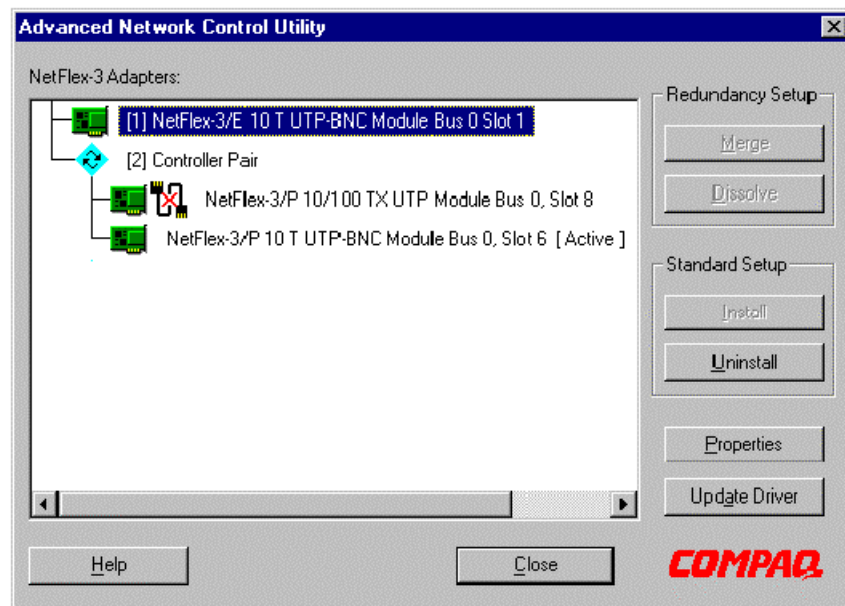 Advanced Network Control Utility
NetFlex-3 Adapters:
[1] NetFlex-3/E 10 T UTP-BNC Module Bus 0 Slot 1
[2] Controller Pair
NetFlex-3/P 10/100 TX UTP Module Bus 0, Slot 8
NetFlex-3/P 10 T UTP-BNC Module Bus 0, Slot 6 [ Active ]
Redundancy Setup
Merge
Dissolve
Standard Setup
Install
Uninstall
Properties
Update Driver
Help
Close
COMPAQ